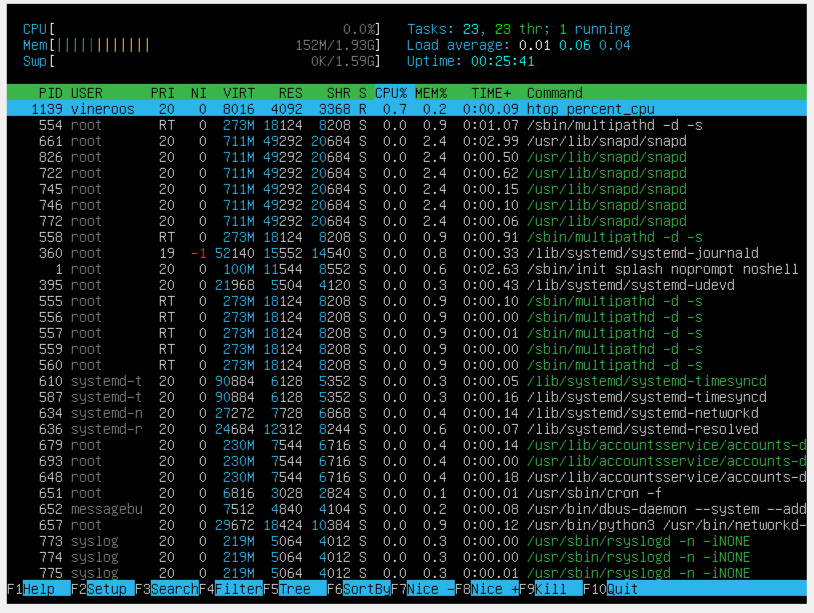 CPU[ 0.0%] Tasks: 23, 23 thr; 1 running
Mem[|||||||||||| 152M/1.93G] Load average: 0.01 0.06 0.04
Swp[ 0K/1.59G] Uptime: 00:25:41
PID USER PRI NI VIRT RES SHR S CPU% MEM% TIME+ Command
1139 vineroos 20 0 8016 4092 3368 R 0.7 0.2 0:00.09 htop percent_cpu
554 root RT 0 273M 18124 8208 S 0.0 0.9 0:01.07 /sbin/multipathd -d -s
661 root 20 0 711M 49292 20684 S 0.0 2.4 0:02.99 /usr/lib/snapd/snapd
826 root 20 0 711M 49292 20684 S 0.0 2.4 0:00.50 /usr/lib/snapd/snapd
722 root 20 0 711M 49292 20684 S 0.0 2.4 0:00.62 /usr/lib/snapd/snapd
745 root 20 0 711M 49292 20684 S 0.0 2.4 0:00.15 /usr/lib/snapd/snapd
746 root 20 0 711M 49292 20684 S 0.0 2.4 0:00.10 /usr/lib/snapd/snapd
772 root 20 0 711M 49292 20684 S 0.0 2.4 0:00.06 /usr/lib/snapd/snapd
558 root RT 0 273M 18124 8208 S 0.0 0.9 0:00.91 /sbin/multipathd -d -s
360 root 19 -1 52140 15552 14540 S 0.0 0.8 0:00.33 /lib/systemd/systemd-journald
1 root 20 0 100M 11544 8552 S 0.0 0.6 0:02.63 /sbin/init splash noprompt noshell
395 root 20 0 21968 5504 4120 S 0.0 0.3 0:00.43 /lib/systemd/systemd-udevd
555 root RT 0 273M 18124 8208 S 0.0 0.9 0:00.10 /sbin/multipathd -d -s
556 root RT 0 273M 18124 8208 S 0.0 0.9 0:00.00 /sbin/multipathd -d -s
557 root RT 0 273M 18124 8208 S 0.0 0.9 0:00.01 /sbin/multipathd -d -s
559 root RT 0 273M 18124 8208 S 0.0 0.9 0:00.00 /sbin/multipathd -d -s
560 root RT 0 273M 18124 8208 S 0.0 0.9 0:00.00 /sbin/multipathd -d -s
610 systemd-t 20 0 90884 6128 5352 S 0.0 0.3 0:00.05 /lib/systemd/systemd-timesyncd
587 systemd-t 20 0 90884 6128 5352 S 0.0 0.3 0:00.16 /lib/systemd/systemd-timesyncd
634 systemd-n 20 0 27272 7728 6868 S 0.0 0.4 0:00.14 /lib/systemd/systemd-networkd
636 systemd-r 20 0 24684 12312 8244 S 0.0 0.6 0:00.07 /lib/systemd/systemd-resolved
679 root 20 0 230M 7544 6716 S 0.0 0.4 0:00.14 /usr/lib/accountsservice/accounts-d
693 root 20 0 230M 7544 6716 S 0.0 0.4 0:00.00 /usr/lib/accountsservice/accounts-d
648 root 20 0 230M 7544 6716 S 0.0 0.4 0:00.18 /usr/lib/accountsservice/accounts-d
651 root 20 0 6816 3028 2824 S 0.0 0.1 0:00.01 /usr/sbin/cron -f
652 messagebu 20 0 7512 4840 4104 S 0.0 0.2 0:00.08 /usr/bin/dbus-daemon --system --add
657 root 20 0 29672 18424 10384 S 0.0 0.9 0:00.12 /usr/bin/python3 /usr/bin/networkd-
773 syslog 20 0 219M 5064 4012 S 0.0 0.3 0:00.01 /usr/sbin/rsyslogd -n -iNONE
774 syslog 20 0 219M 5064 4012 S 0.0 0.3 0:00.00 /usr/sbin/rsyslogd -n -iNONE
775 syslog 20 0 219M 5064 4012 S 0.0 0.3 0:00.01 /usr/sbin/rsyslogd -n -iNONE
F1Help F2Setup F3SearchF4FilterF5Tree F6SortByF7Nice -F8Nice +F9Kill F10Quit